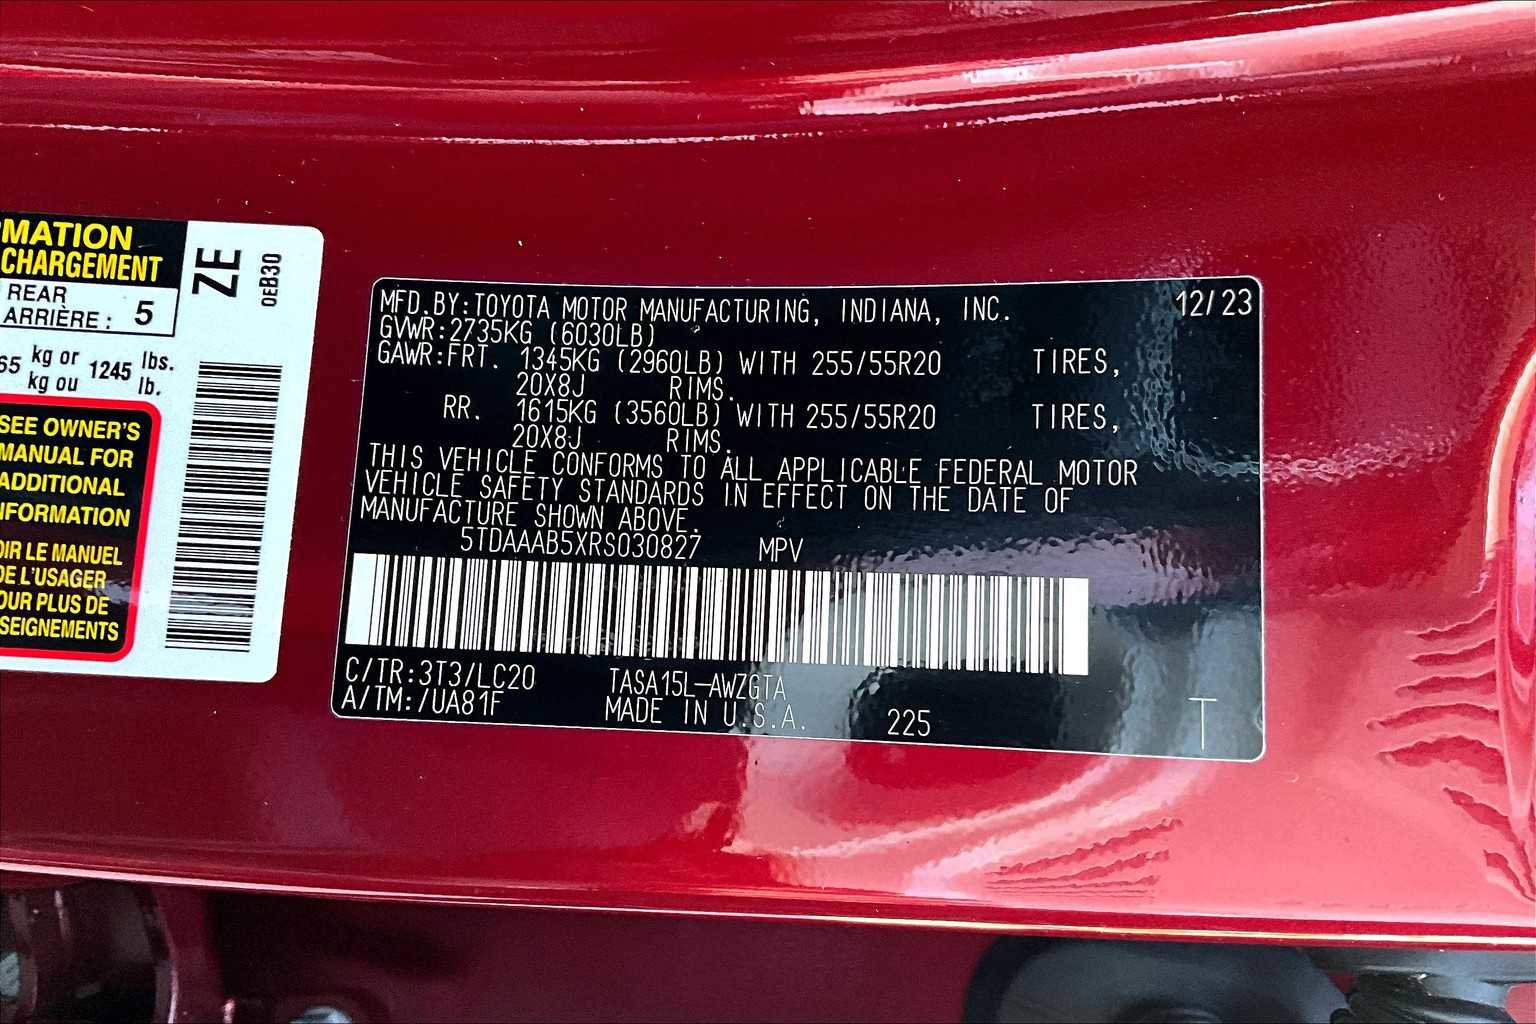 MATION
CHARGEMENT
REAR
ARRIÈRE : 5
65 kg or 1245 lbs.
kg ou lb.
SEE OWNER'S
MANUAL FOR
ADDITIONAL
INFORMATION
OIR LE MANUEL
DE L'USAGER
OUR PLUS DE
SEIGNEMENTS
ZE
0EB30
MFD.BY:TOYOTA MOTOR MANUFACTURING, INDIANA, INC. 12/23
GVWR:2735KG (6030LB)
GAWR:FRT. 1345KG (2960LB) WITH 255/55R20 TIRES,
20X8J RIMS.
RR. 1615KG (3560LB) WITH 255/55R20 TIRES,
20X8J RIMS.
THIS VEHICLE CONFORMS TO ALL APPLICABLE FEDERAL MOTOR
VEHICLE SAFETY STANDARDS IN EFFECT ON THE DATE OF
MANUFACTURE SHOWN ABOVE.
5TDAAAB5XRS030827 MPV
C/TR:3T3/LC20 TASA15L-AWZGTA
A/TM:/UA81F MADE IN U.S.A. 225 T